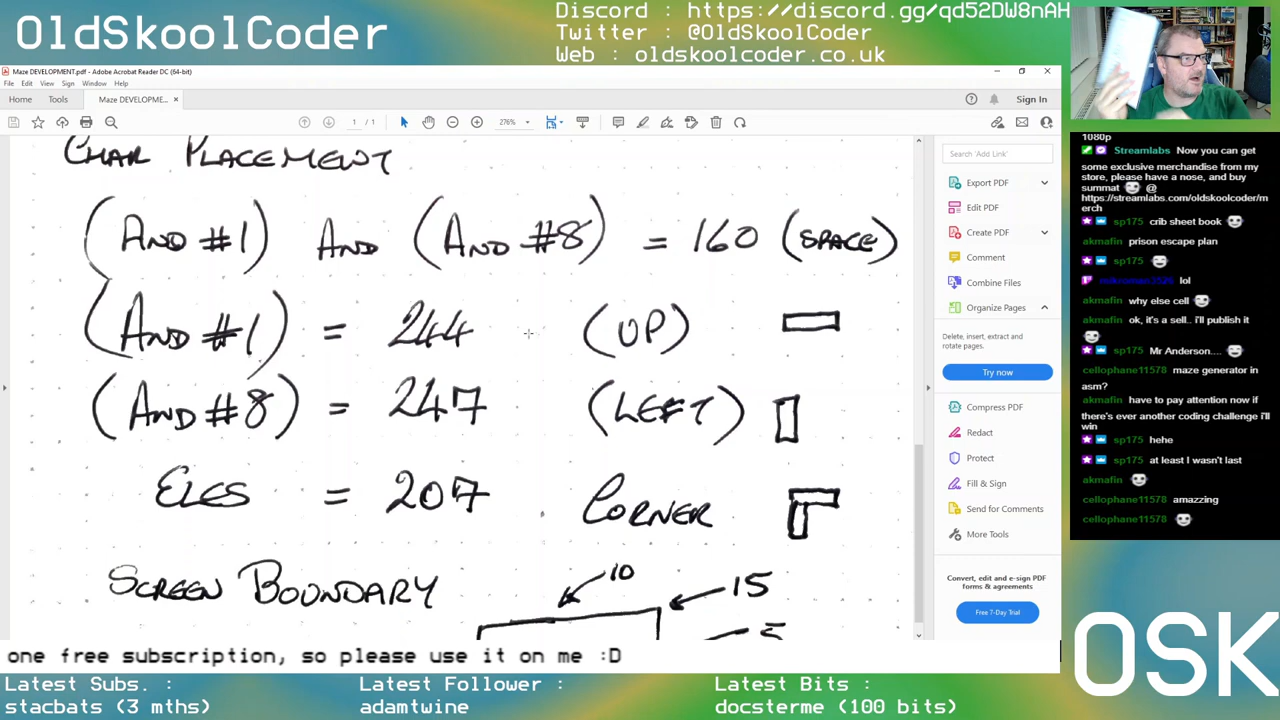 OldSkoolCoder
Discord : https://discord.gg/qd52DW8nAH
Twitter : @OldSkoolCoder
Web : oldskoolcoder.co.uk
Maze DEVELOPMENT.pdf - Adobe Acrobat Reader DC (64-bit)
File Edit View Sign Window Help
Home Tools Maze DEVELOPME... ×
Sign In
1 / 1
276%
CHAR PLACEMENT
(AND #1) AND (AND #8) = 160 (SPACE)
(AND #1) = 244 (UP)
(AND #8) = 247 (LEFT)
ELES = 207 CORNER
SCREEN BOUNDARY
10
15
5
Search 'Add Link'
Export PDF
Edit PDF
Create PDF
Comment
Combine Files
Organize Pages
Delete, insert, extract and
rotate pages.
Try now
Compress PDF
Redact
Protect
Fill & Sign
Send for Comments
More Tools
Convert, edit and e-sign PDF
forms & agreements
Free 7-Day Trial
1080p
Streamlabs Now you can get
some exclusive merchandise from my
store, please have a nose, and buy
summat @
https://streamlabs.com/oldskoolcoder/m
erch
sp175 crib sheet book
akmafin prison escape plan
sp175
lol
akmafin why else cell
akmafin ok, it's a sell.. i'll publish it
sp175 Mr Anderson....
cellophane11578 maze generator in
asm?
akmafin have to pay attention now if
there's ever another coding challenge i'll
win
sp175 hehe
sp175 at least I wasn't last
akmafin
cellophane11578 amazzing
cellophane11578
one free subscription, so please use it on me :D
Latest Subs. :
stacbats (3 mths)
Latest Follower :
adamtwine
Latest Bits :
docsterme (100 bits)
OSK